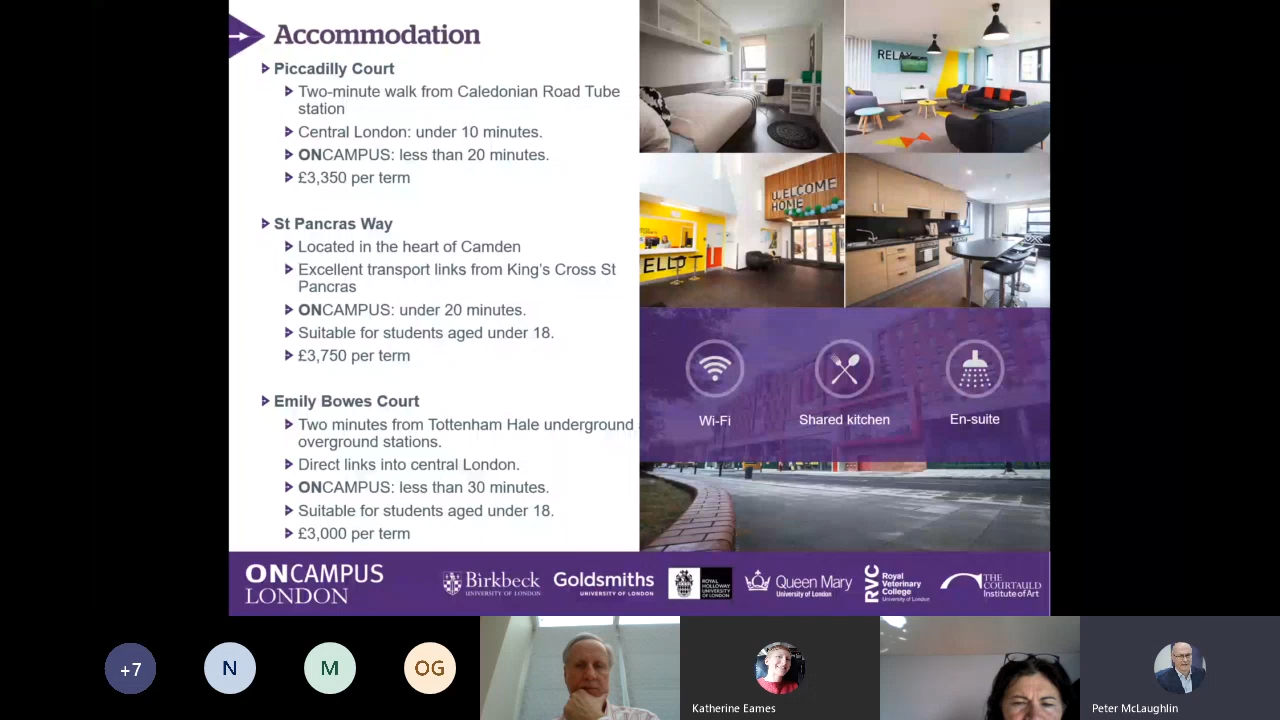 Accommodation
Piccadilly Court
Two-minute walk from Caledonian Road Tube
station
Central London: under 10 minutes.
ONCAMPUS: less than 20 minutes.
£3,350 per term
St Pancras Way
Located in the heart of Camden
Excellent transport links from King's Cross St
Pancras
ONCAMPUS: under 20 minutes.
Suitable for students aged under 18.
£3,750 per term
Emily Bowes Court
Two minutes from Tottenham Hale underground
overground stations.
Direct links into central London.
ONCAMPUS: less than 30 minutes.
Suitable for students aged under 18.
£3,000 per term
RELAX
WELCOME
HOME
ELLO
Wi-Fi
Shared kitchen
En-suite
ONCAMPUS
LONDON
Birkbeck
UNIVERSITY OF LONDON
Goldsmiths
UNIVERSITY OF LONDON
ROYAL
HOLLOWAY
UNIVERSITY
OF LONDON
Queen Mary
University of London
RVC
Royal
Veterinary
College
University of London
THE
COURTAULD
Institute of Art
+7
N
M
OG
Katherine Eames
Peter McLaughlin